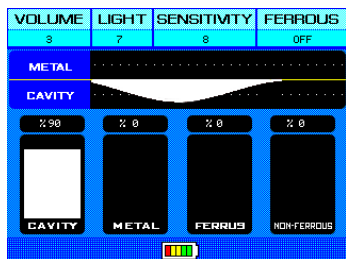 VOLUME LIGHT SENSITIVITY FERROUS
3 7 8 OFF
METAL
CAVITY
%90 % 0 % 0 % 0
CAVITY METAL FERRUS NON-FERROUS